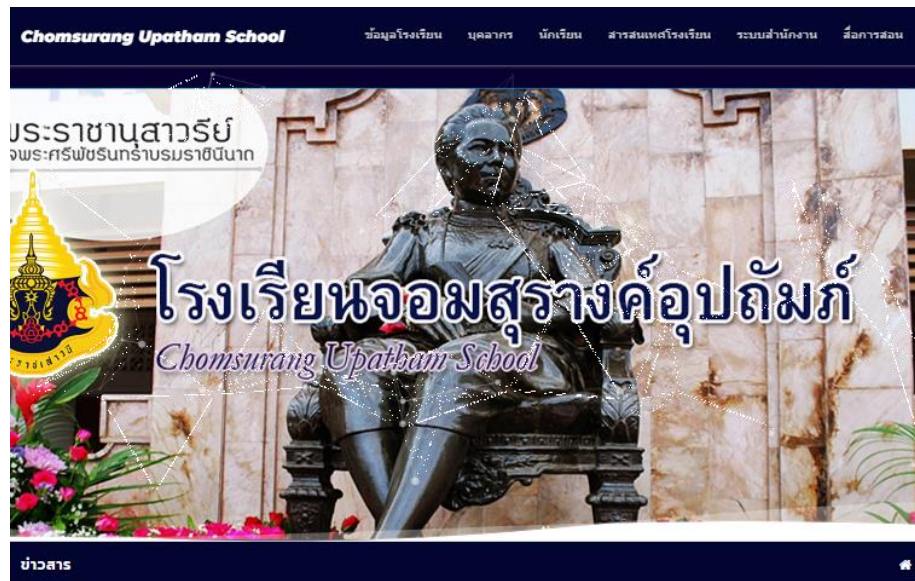 Chomsurang Upatham School
ข้อมูลโรงเรียน บุคลากร นักเรียน สารสนเทศโรงเรียน ระบบสำนักงาน สื่อการสอน
พระราชานุสาวรีย์
จพระศรีพัชรินทราบรมราชินีนาถ
โรงเรียนจอมสุรางค์อุปถัมภ์
Chomsurang Upatham School
ข่าวสาร